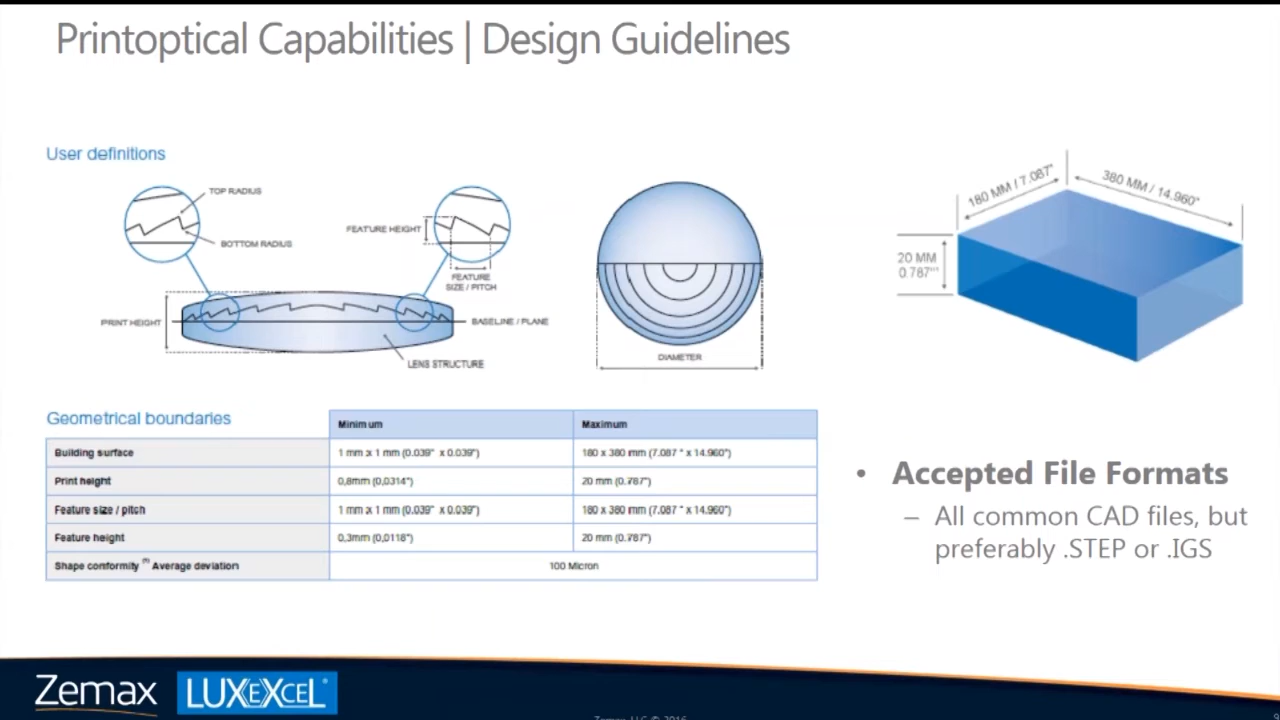 Printoptical Capabilities | Design Guidelines
User definitions
TOP RADIUS
BOTTOM RADIUS
FEATURE HEIGHT
FEATURE
SIZE / PITCH
PRINT HEIGHT
BASELINE / PLANE
LENS STRUCTURE
DIAMETER
180 MM / 7.087"
380 MM / 14.960"
20 MM
0.787"
Geometrical boundaries
Minimum Maximum
Building surface 1 mm x 1 mm (0.039" x 0.039") 180 x 380 mm (7.087 " x 14.960")
Print height 0,8mm (0,0314") 20 mm (0.787")
Feature size / pitch 1 mm x 1 mm (0.039" x 0.039") 180 x 380 mm (7.087 " x 14.960")
Feature height 0,3mm (0,0118") 20 mm (0.787")
Shape conformity (1) Average deviation 100 Micron
• Accepted File Formats
– All common CAD files, but
preferably .STEP or .IGS
Zemax LUXEXCEL®
Zemax, LLC © 2016